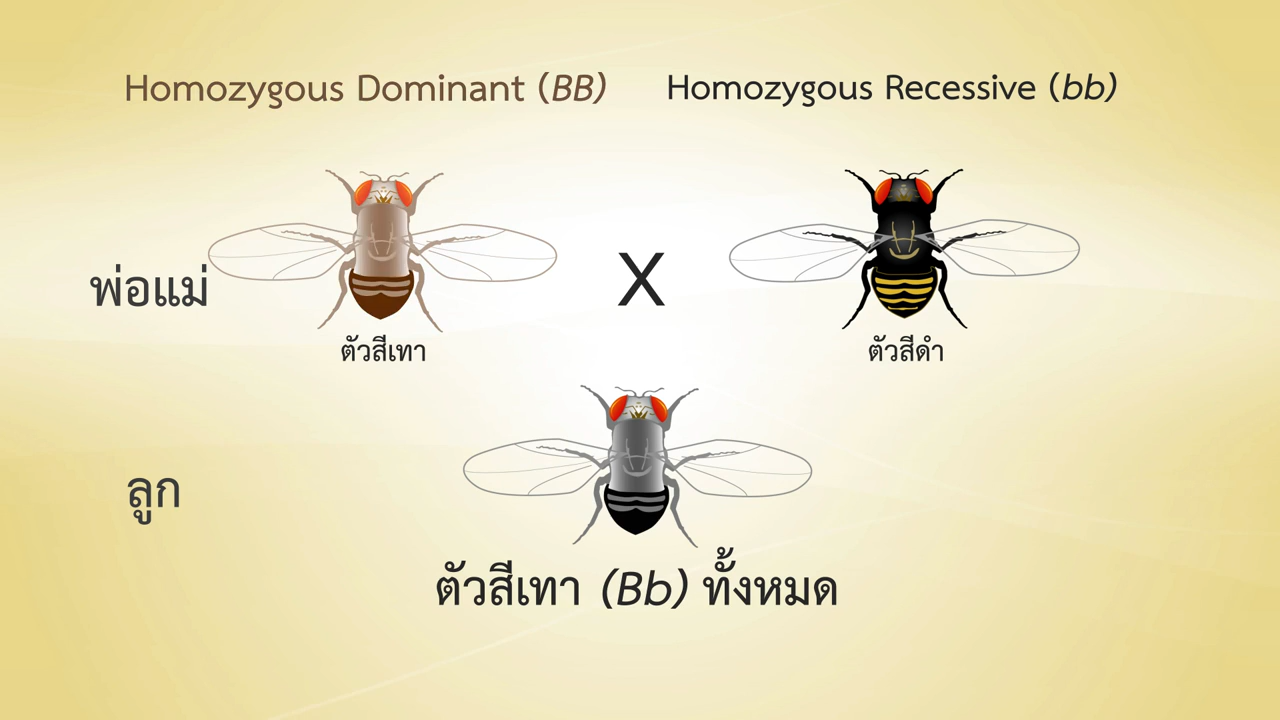 Homozygous Dominant (BB) Homozygous Recessive (bb)
พ่อแม่
X
ตัวสีเทา ตัวสีดำ
ลูก
ตัวสีเทา (Bb) ทั้งหมด